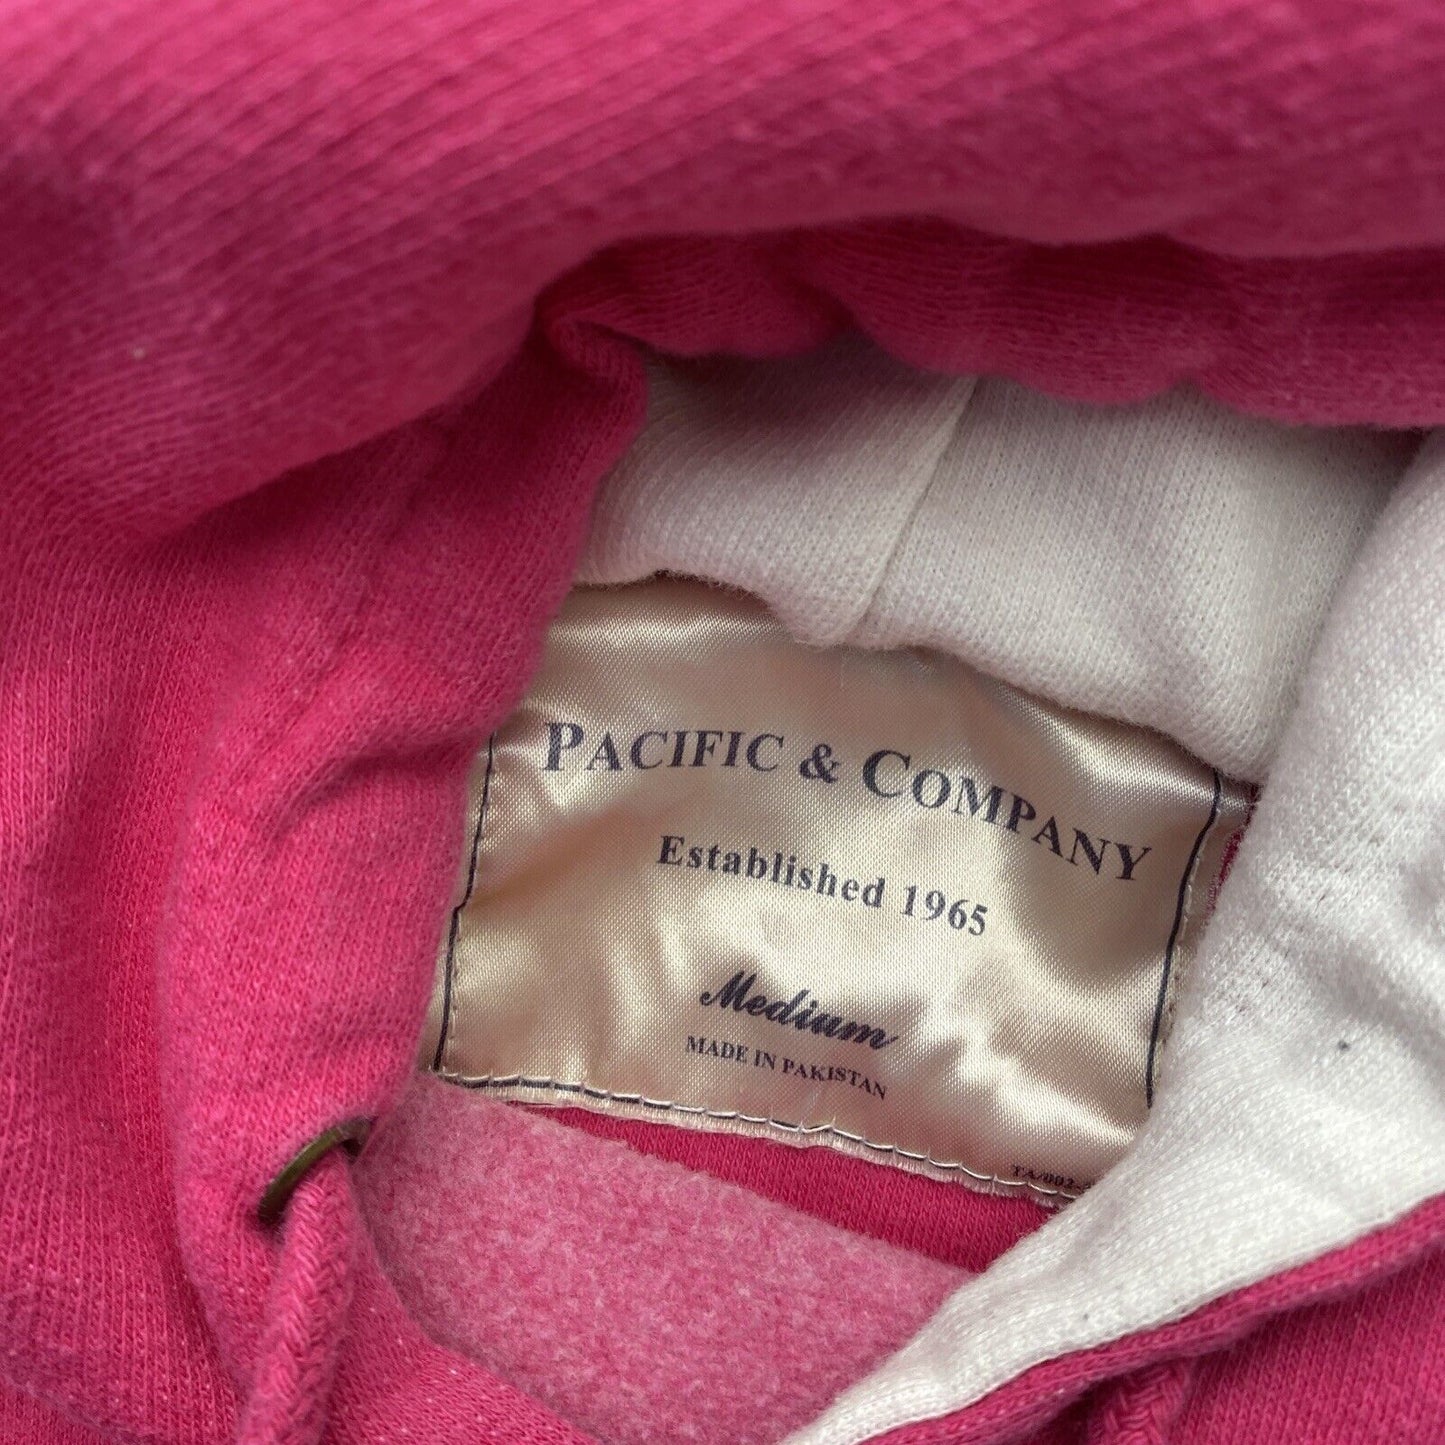 PACIFIC & COMPANY
Established 1965
Medium
MADE IN PAKISTAN